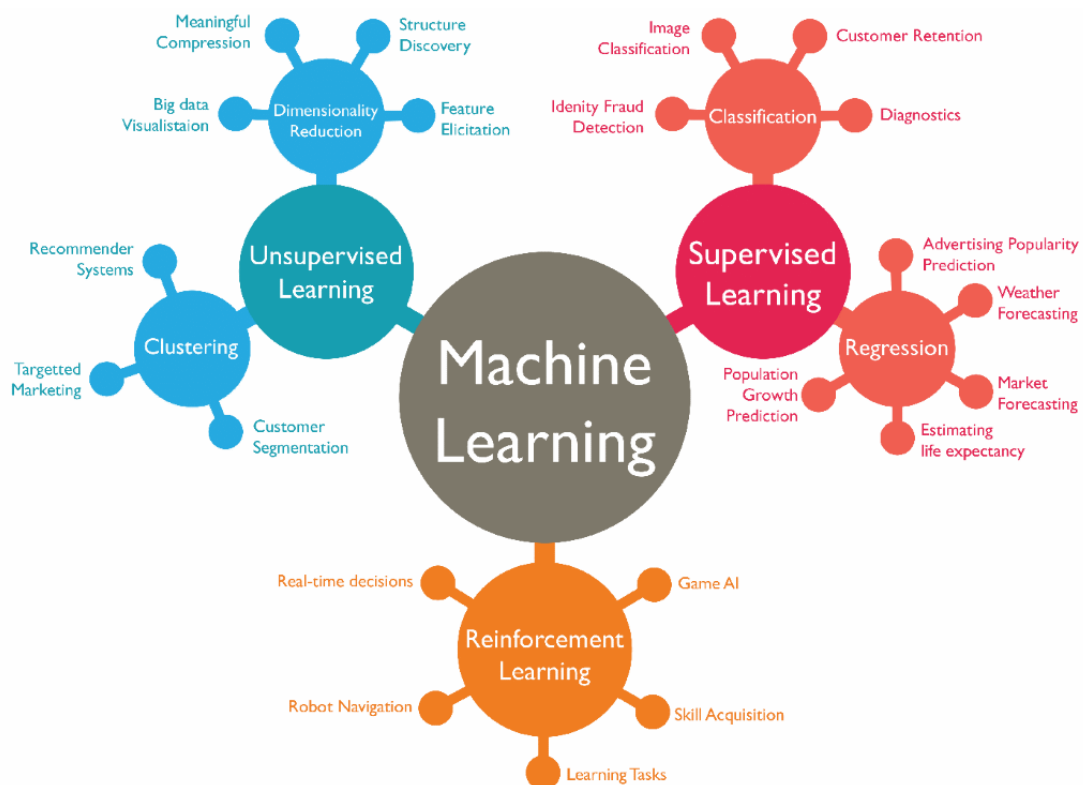 Meaningful
Compression
Structure
Discovery
Big data
Visualistaion
Dimensionality
Reduction
Feature
Elicitation
Unsupervised
Learning
Recommender
Systems
Clustering
Targetted
Marketing
Customer
Segmentation
Machine
Learning
Image
Classification
Customer Retention
Idenity Fraud
Detection
Classification
Diagnostics
Supervised
Learning
Advertising Popularity
Prediction
Weather
Forecasting
Regression
Population
Growth
Prediction
Market
Forecasting
Estimating
life expectancy
Real-time decisions
Game AI
Reinforcement
Learning
Robot Navigation
Skill Acquisition
Learning Tasks